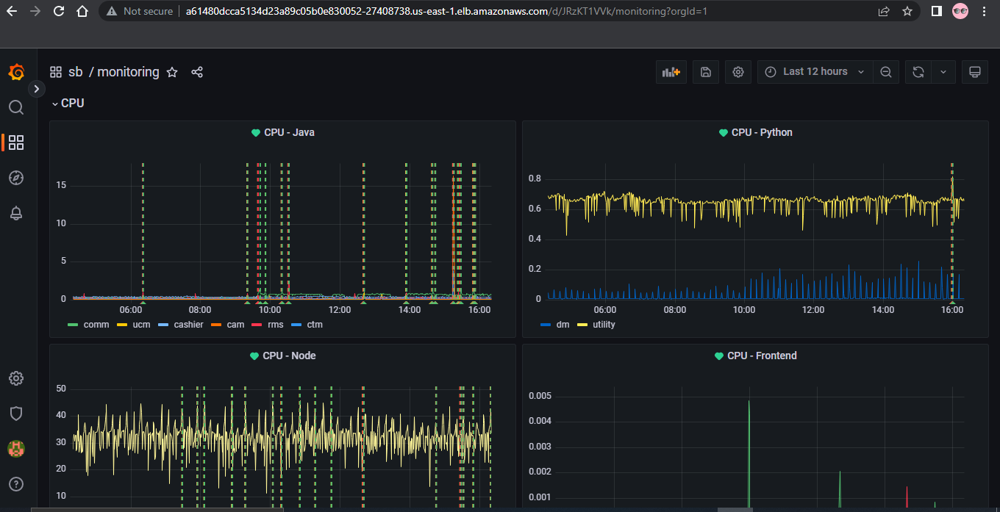 Not secure | a61480dcca5134d23a89c05b0e830052-27408738.us-east-1.elb.amazonaws.com/d/JRzKT1VVk/monitoring?orgId=1
sb / monitoring
Last 12 hours
CPU
CPU - Java
15
10
5
0
06:00 08:00 10:00 12:00 14:00 16:00
comm ucm cashier cam rms ctm
CPU - Python
0.8
0.6
0.4
0.2
0
06:00 08:00 10:00 12:00 14:00 16:00
dm utility
CPU - Node
50
40
30
20
10
CPU - Frontend
0.005
0.004
0.003
0.002
0.001